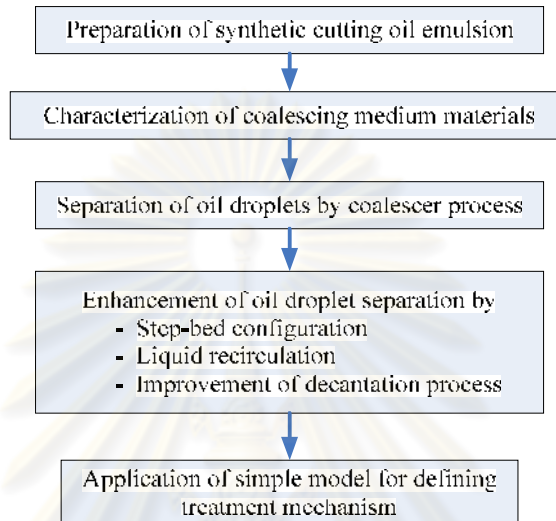 Preparation of synthetic cutting oil emulsion
Characterization of coalescing medium materials
Separation of oil droplets by coalescer process
Enhancement of oil droplet separation by
- Step-bed configuration
- Liquid recirculation
- Improvement of decantation process
Application of simple model for defining
treatment mechanism